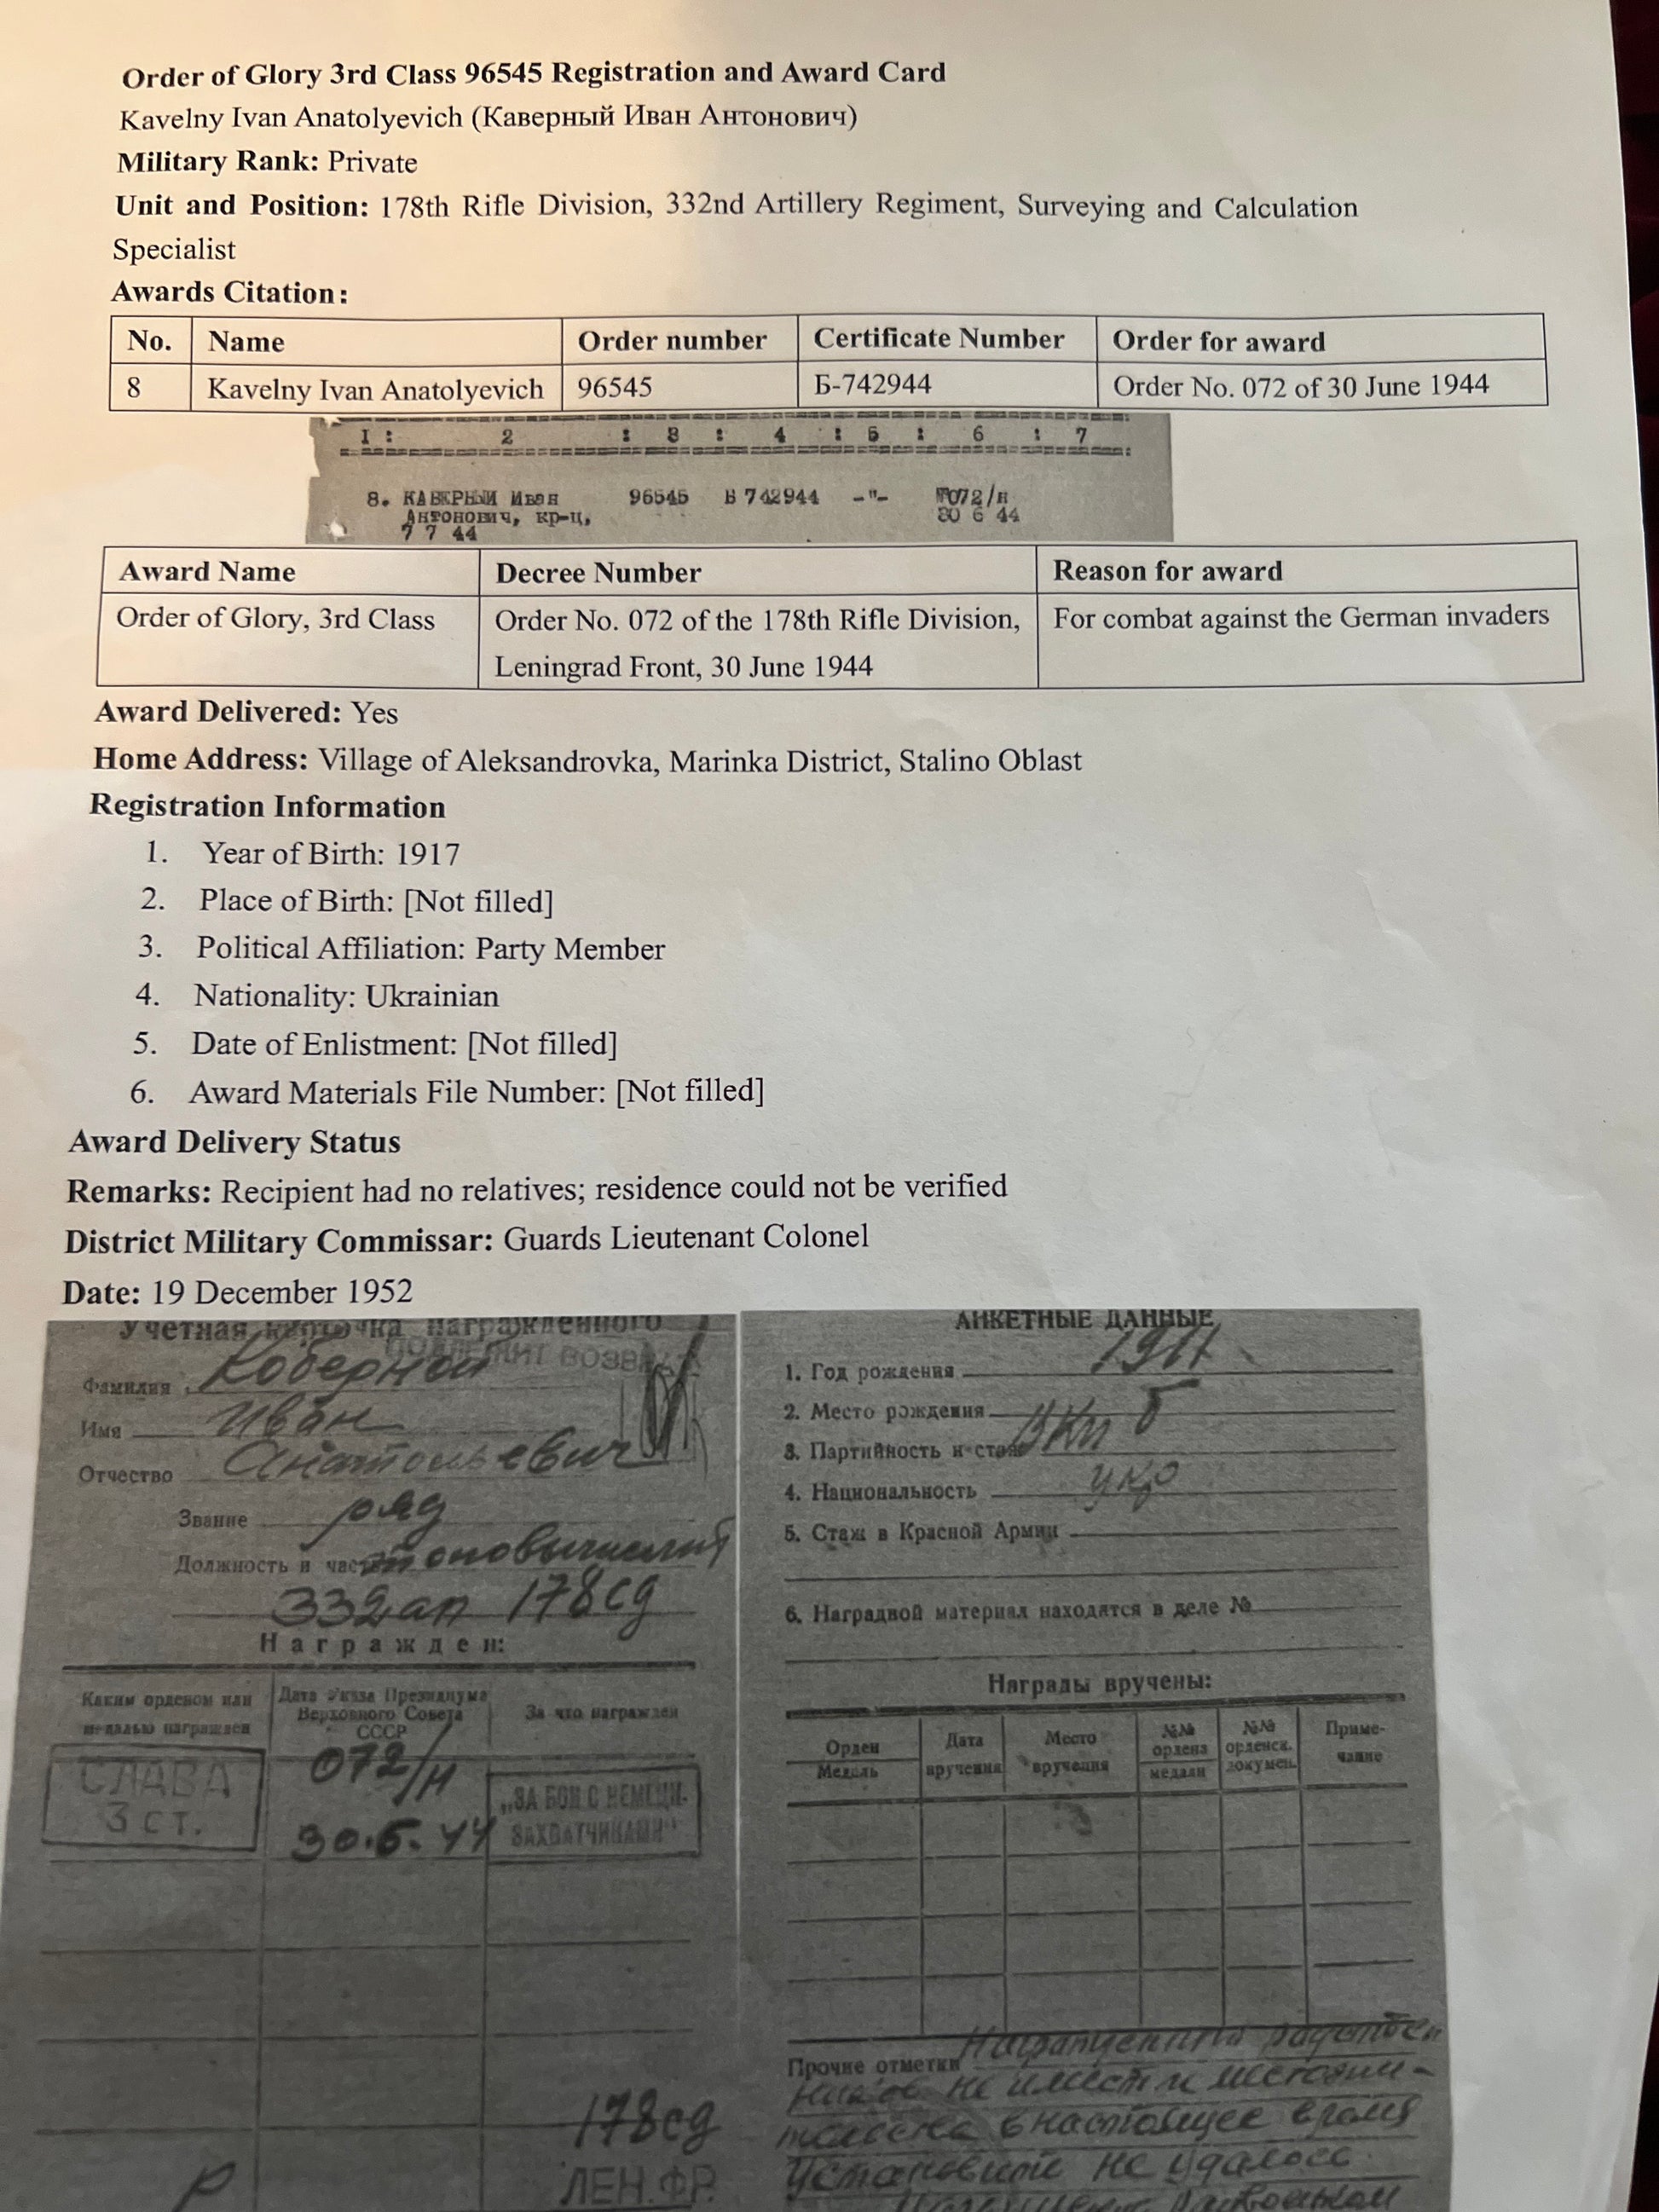 Order of Glory 3rd Class 96545 Registration and Award Card
Kavelny Ivan Anatolyevich (Каверный Иван Антонович)
Military Rank: Private
Unit and Position: 178th Rifle Division, 332nd Artillery Regiment, Surveying and Calculation
Specialist
Awards Citation:
No. Name Order number Certificate Number Order for award
8 Kavelny Ivan Anatolyevich 96545 Б-742944 Order No. 072 of 30 June 1944
I : 2 : 3 : 4 : 5 : 6 : 7
8. КАВЕРНЫЙ Иван 96545 Б 742944 -"- №072/н
Антонович, кр-ц, 30 6 44
7 7 44
Award Name Decree Number Reason for award
Order of Glory, 3rd Class Order No. 072 of the 178th Rifle Division, For combat against the German invaders
Leningrad Front, 30 June 1944
Award Delivered: Yes
Home Address: Village of Aleksandrovka, Marinka District, Stalino Oblast
Registration Information
1. Year of Birth: 1917
2. Place of Birth: [Not filled]
3. Political Affiliation: Party Member
4. Nationality: Ukrainian
5. Date of Enlistment: [Not filled]
6. Award Materials File Number: [Not filled]
Award Delivery Status
Remarks: Recipient had no relatives; residence could not be verified
District Military Commissar: Guards Lieutenant Colonel
Date: 19 December 1952
Учетная карточка награжденного
ПОДЛЕЖИТ
Фамилия Коберной
Имя Иван
Отчество Анатольевич
Звание ряд
Должность и часть
332 ап 178 сд
Награжден:
Каким орденом или медалью награжден
Дата Указа Президиума Верховного Совета СССР
За что награжден
СЛАВА
3 СТ.
072/н
30.6.44
„ЗА БОИ С НЕМЕЦК.
ЗАХВАТЧИКАМИ"
178 сд
ЛЕН.ФР.
АНКЕТНЫЕ ДАННЫЕ
1. Год рождения
2. Место рождения
3. Партийность и стаж ВКП б
4. Национальность укр
5. Стаж в Красной Армии
6. Наградной материал находятся в деле №
Награды вручены:
Орден
Медаль
Дата вручения
Место вручения
№№ ордена медали
№№ орденск. докумен.
Приме-
чание
Прочие отметки Награжденный родствен
ников не имеет и местожи-
тельства в настоящее время
установить не удалось